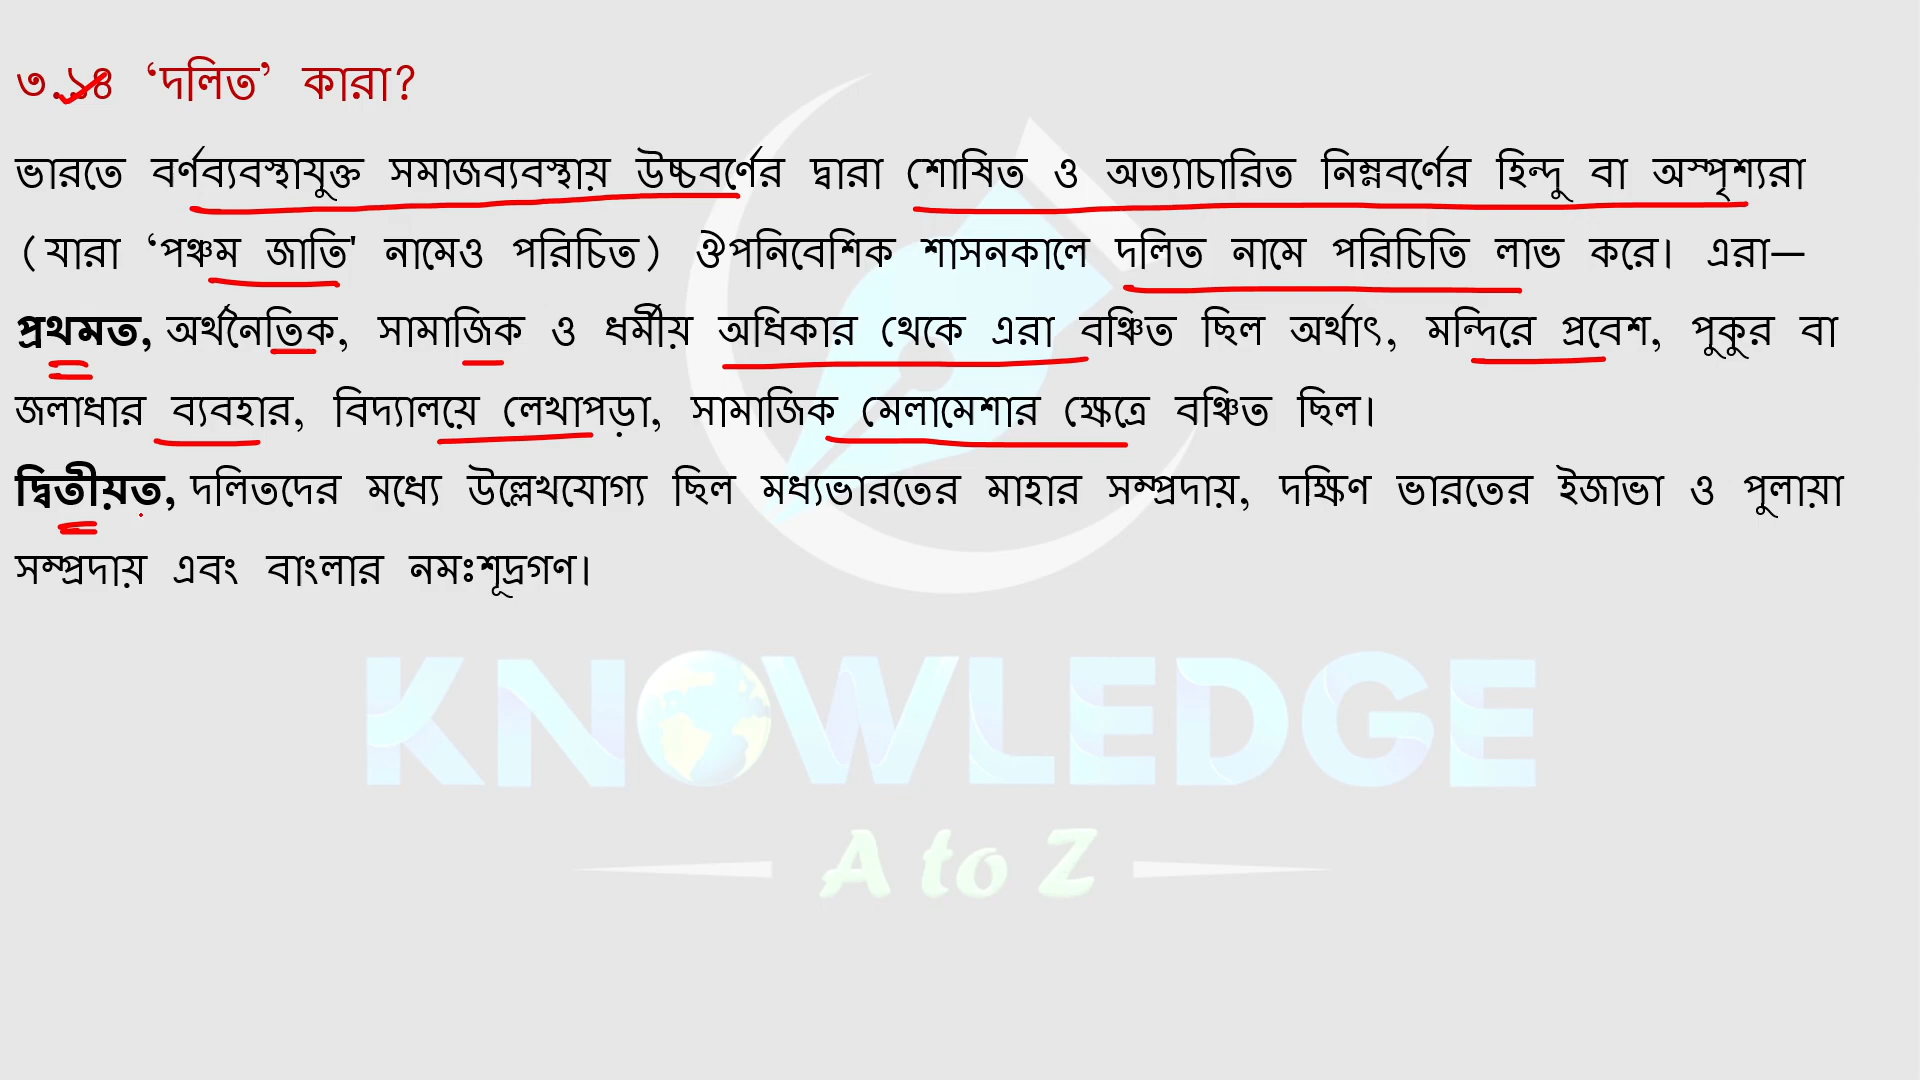 ৩.১৪ ‘দলিত’ কারা?
ভারতে বর্ণব্যবস্থাযুক্ত সমাজব্যবস্থায় উচ্চবর্ণের দ্বারা শোষিত ও অত্যাচারিত নিম্নবর্ণের হিন্দু বা অস্পৃশ্যরা
(যারা ‘পঞ্চম জাতি' নামেও পরিচিত) ঔপনিবেশিক শাসনকালে দলিত নামে পরিচিতি লাভ করে। এরা—
প্রথমত, অর্থনৈতিক, সামাজিক ও ধর্মীয় অধিকার থেকে এরা বঞ্চিত ছিল অর্থাৎ, মন্দিরে প্রবেশ, পুকুর বা
জলাধার ব্যবহার, বিদ্যালয়ে লেখাপড়া, সামাজিক মেলামেশার ক্ষেত্রে বঞ্চিত ছিল।
দ্বিতীয়ত, দলিতদের মধ্যে উল্লেখযোগ্য ছিল মধ্যভারতের মাহার সম্প্রদায়, দক্ষিণ ভারতের ইজাভা ও পুলায়া
সম্প্রদায় এবং বাংলার নমঃশূদ্রগণ।
KNOWLEDGE
A to Z